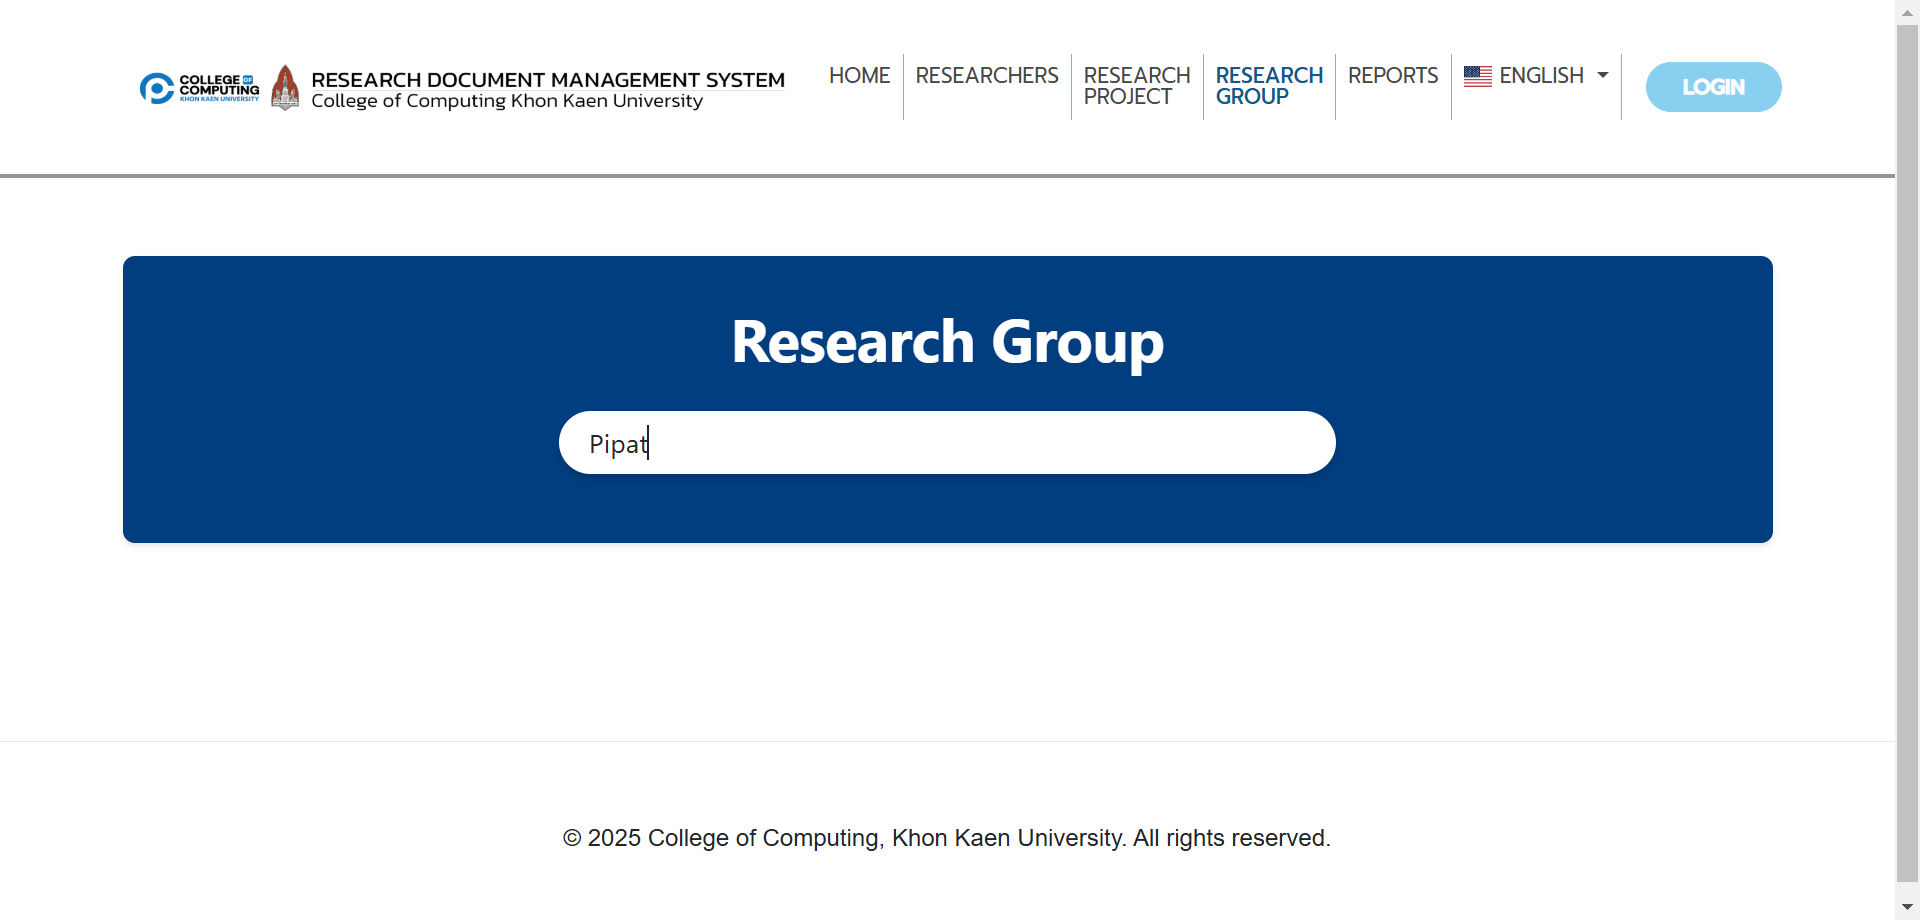 COLLEGE OF
COMPUTING
KHON KAEN UNIVERSITY
RESEARCH DOCUMENT MANAGEMENT SYSTEM
College of Computing Khon Kaen University
HOME
RESEARCHERS
RESEARCH
PROJECT
RESEARCH
GROUP
REPORTS
ENGLISH
LOGIN
Research Group
Pipat
© 2025 College of Computing, Khon Kaen University. All rights reserved.